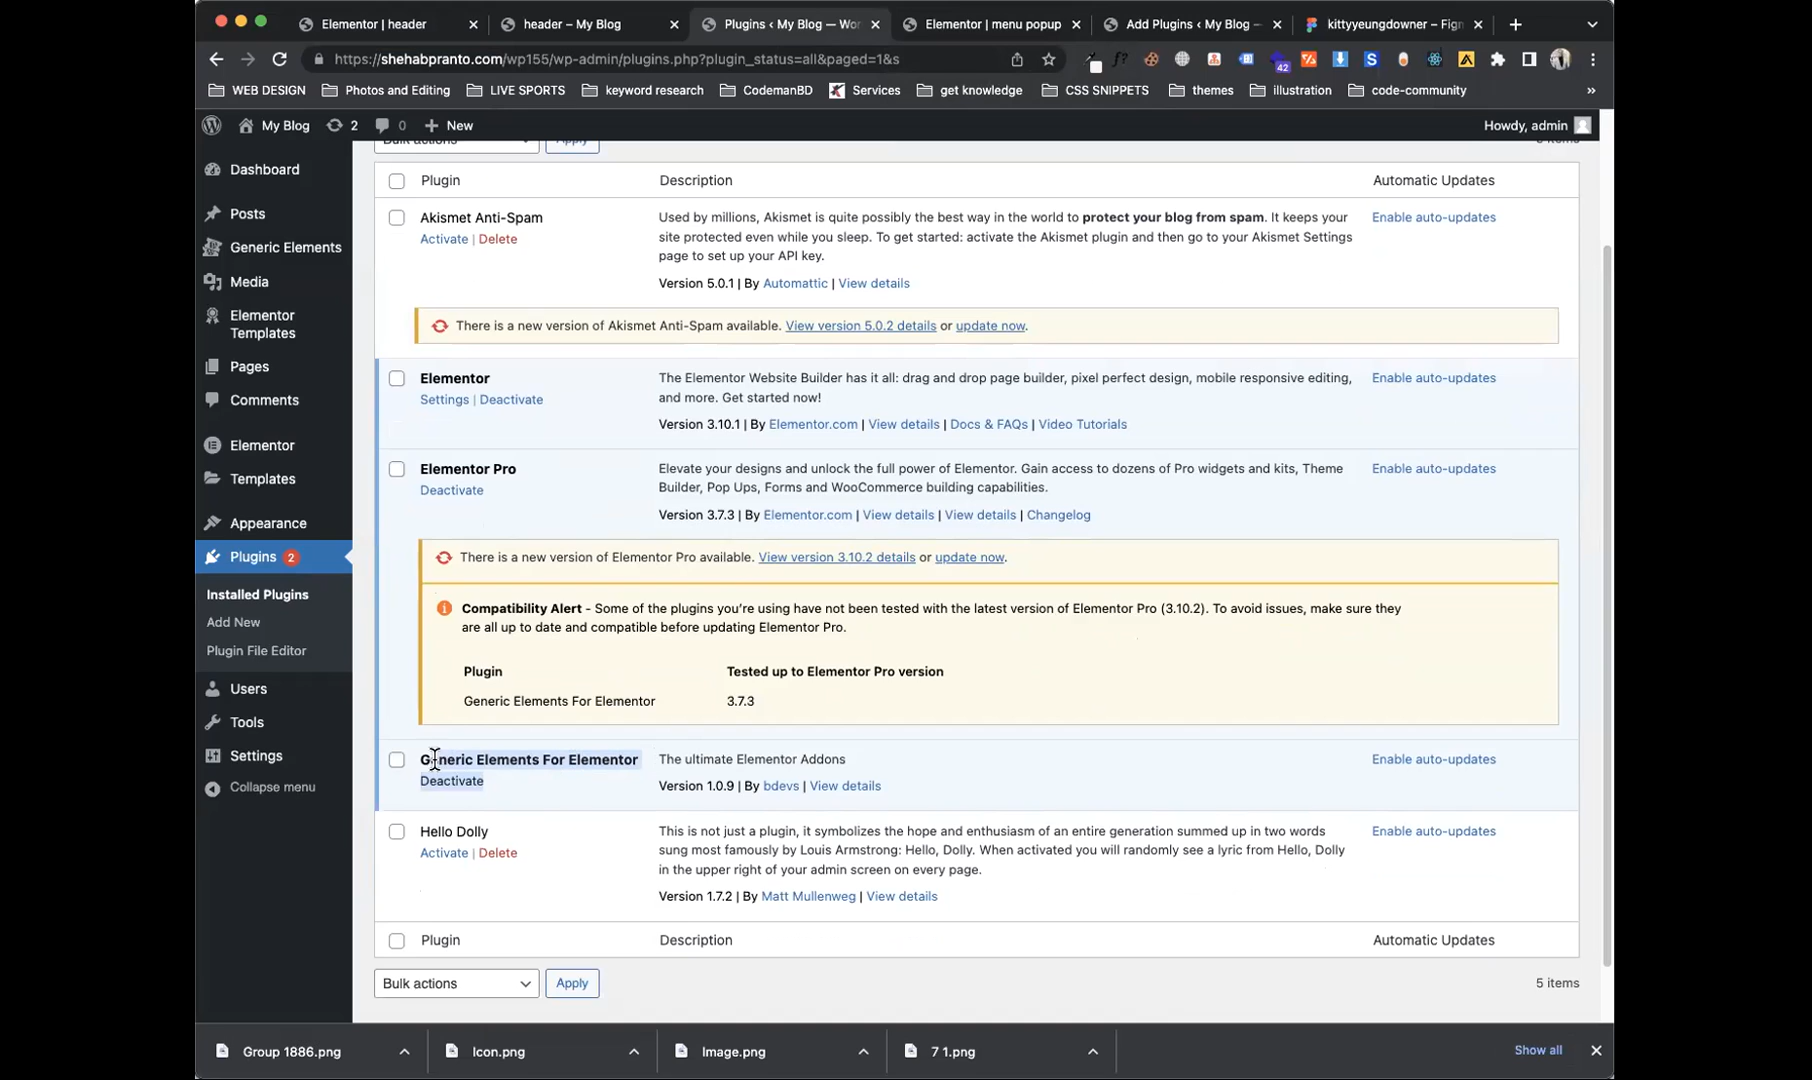 Elementor | header
header – My Blog
Plugins ‹ My Blog — Wor
Elementor | menu popup
Add Plugins ‹ My Blog –
kittyyeungdowner – Figm
https://shehabpranto.com/wp155/wp-admin/plugins.php?plugin_status=all&paged=1&s
42
WEB DESIGN
Photos and Editing
LIVE SPORTS
keyword research
CodemanBD
Services
get knowledge
CSS SNIPPETS
themes
illustration
code-community
»
My Blog
2
0
New
Howdy, admin
Dashboard
Posts
Generic Elements
Media
Elementor
Templates
Pages
Comments
Elementor
Templates
Appearance
Plugins 2
Installed Plugins
Add New
Plugin File Editor
Users
Tools
Settings
Collapse menu
Bulk actions
Apply
5 items
Plugin
Description
Automatic Updates
Akismet Anti-Spam
Activate | Delete
Used by millions, Akismet is quite possibly the best way in the world to protect your blog from spam. It keeps your
site protected even while you sleep. To get started: activate the Akismet plugin and then go to your Akismet Settings
page to set up your API key.
Version 5.0.1 | By Automattic | View details
Enable auto-updates
There is a new version of Akismet Anti-Spam available. View version 5.0.2 details or update now.
Elementor
Settings | Deactivate
The Elementor Website Builder has it all: drag and drop page builder, pixel perfect design, mobile responsive editing,
and more. Get started now!
Version 3.10.1 | By Elementor.com | View details | Docs & FAQs | Video Tutorials
Enable auto-updates
Elementor Pro
Deactivate
Elevate your designs and unlock the full power of Elementor. Gain access to dozens of Pro widgets and kits, Theme
Builder, Pop Ups, Forms and WooCommerce building capabilities.
Version 3.7.3 | By Elementor.com | View details | View details | Changelog
Enable auto-updates
There is a new version of Elementor Pro available. View version 3.10.2 details or update now.
Compatibility Alert - Some of the plugins you’re using have not been tested with the latest version of Elementor Pro (3.10.2). To avoid issues, make sure they
are all up to date and compatible before updating Elementor Pro.
Plugin
Tested up to Elementor Pro version
Generic Elements For Elementor
3.7.3
Generic Elements For Elementor
Deactivate
The ultimate Elementor Addons
Version 1.0.9 | By bdevs | View details
Enable auto-updates
Hello Dolly
Activate | Delete
This is not just a plugin, it symbolizes the hope and enthusiasm of an entire generation summed up in two words
sung most famously by Louis Armstrong: Hello, Dolly. When activated you will randomly see a lyric from Hello, Dolly
in the upper right of your admin screen on every page.
Version 1.7.2 | By Matt Mullenweg | View details
Enable auto-updates
Plugin
Description
Automatic Updates
Bulk actions
Apply
5 items
Group 1886.png
Icon.png
Image.png
7 1.png
Show all